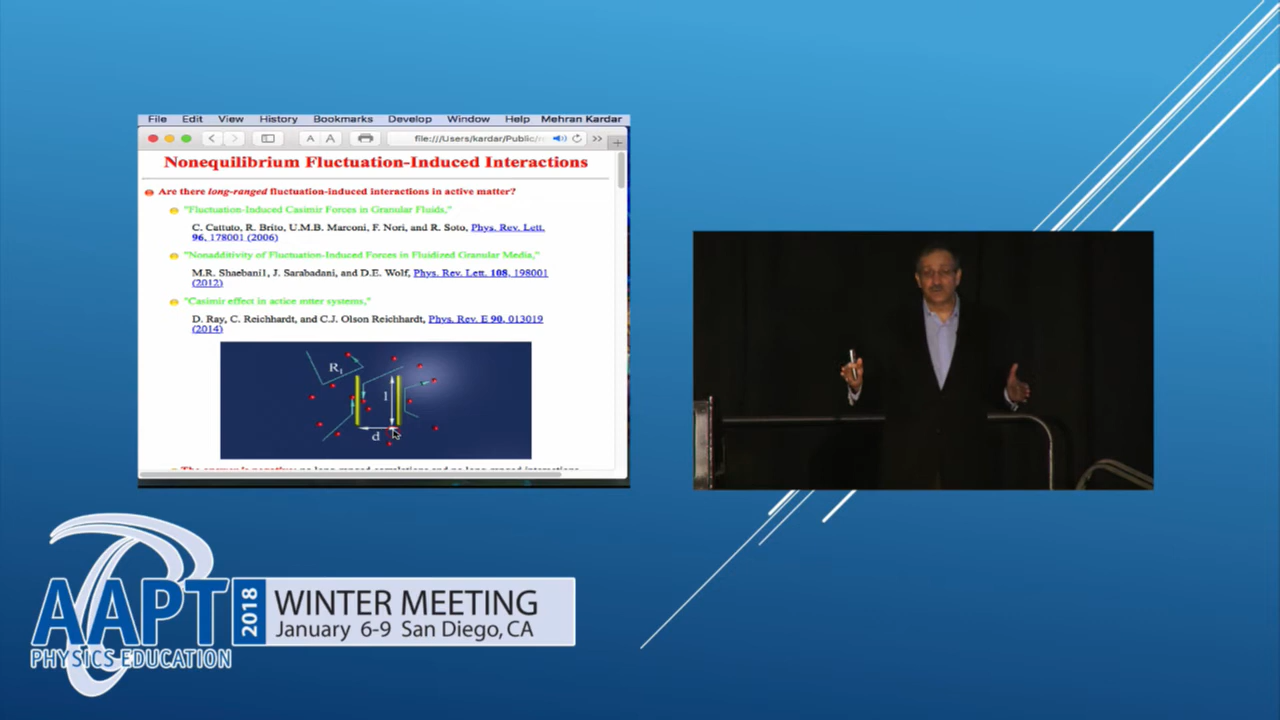 File Edit View History Bookmarks Develop Window Help Mehran Kardar
A A file:///Users/kardar/Public/
Nonequilibrium Fluctuation-Induced Interactions
Are there long-ranged fluctuation-induced interactions in active matter?
"Fluctuation-Induced Casimir Forces in Granular Fluids,"
C. Cattuto, R. Brito, U.M.B. Marconi, F. Nori, and R. Soto, Phys. Rev. Lett.
96, 178001 (2006)
"Nonadditivity of Fluctuation-Induced Forces in Fluidized Granular Media,"
M.R. Shaebani1, J. Sarabadani, and D.E. Wolf, Phys. Rev. Lett. 108, 198001
(2012)
"Casimir effect in actice mtter systems,"
D. Ray, C. Reichhardt, and C.J. Olson Reichhardt, Phys. Rev. E 90, 013019
(2014)
R
l
d
AAPT
PHYSICS EDUCATION
2018
WINTER MEETING
January 6-9 San Diego, CA